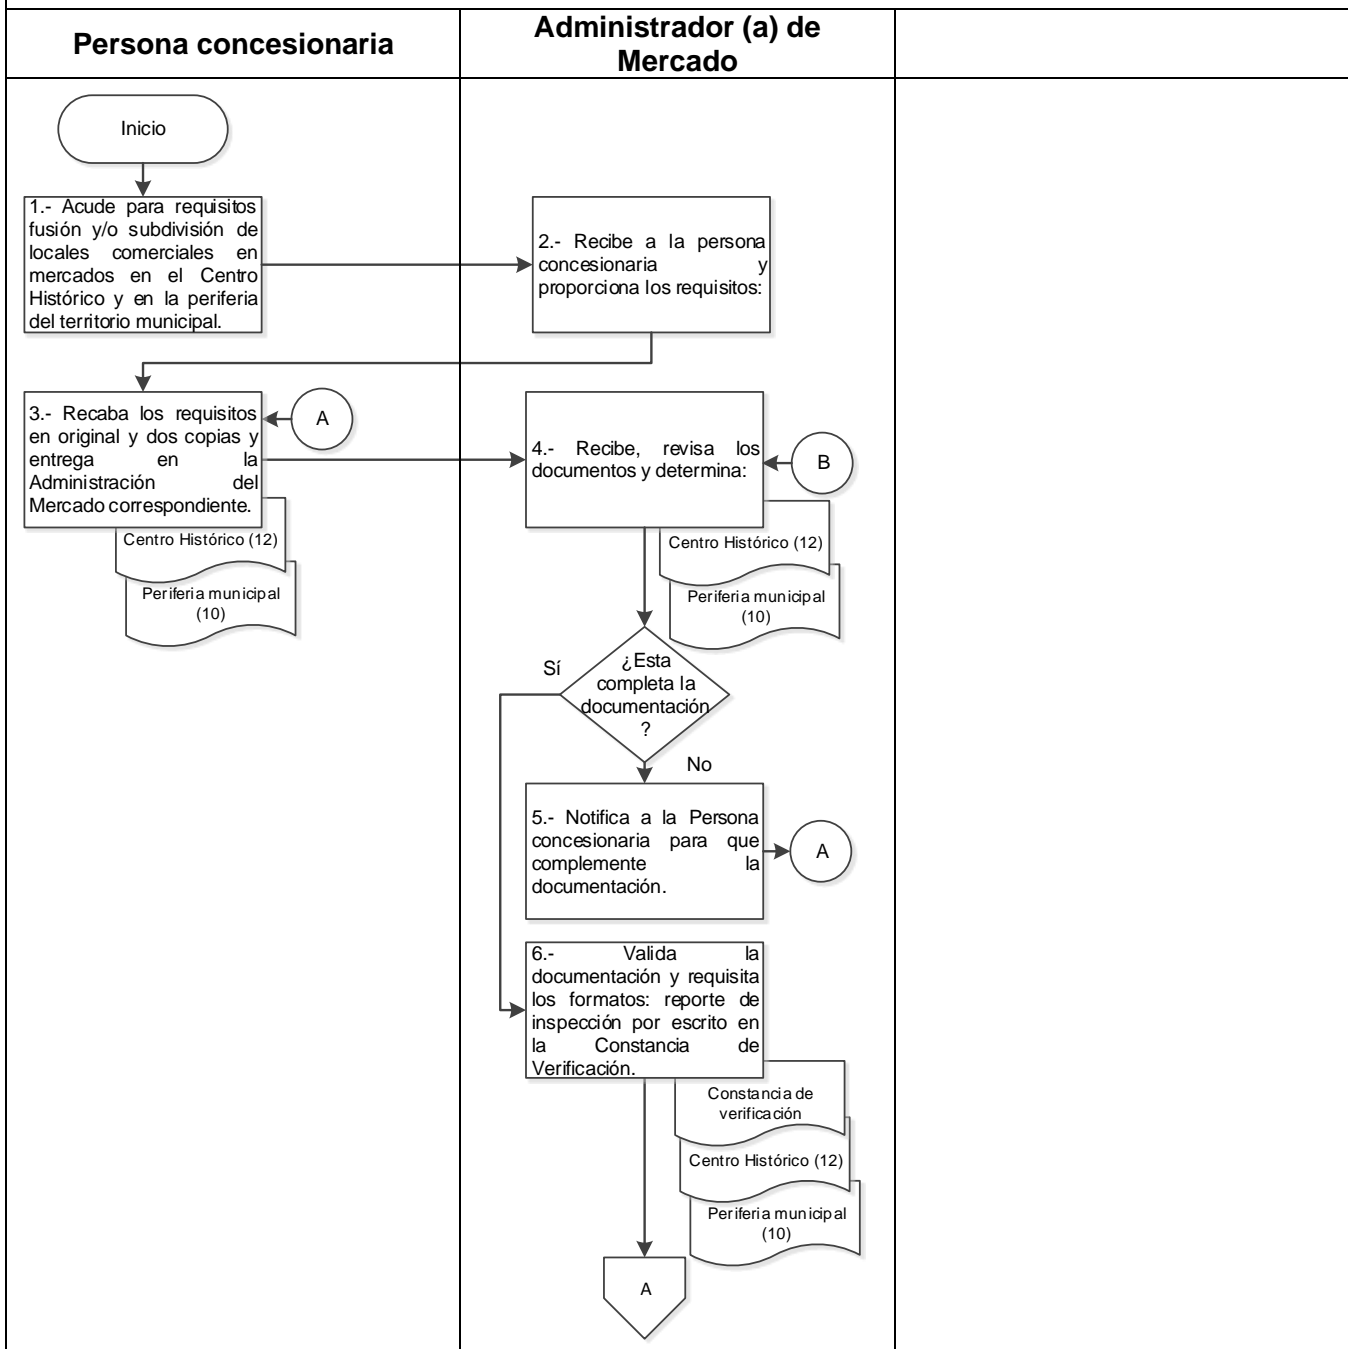 Persona concesionaria
Administrador (a) de
Mercado
Inicio
1.- Acude para requisitos
fusión y/o subdivisión de
locales comerciales en
mercados en el Centro
Histórico y en la periferia
del territorio municipal.
2.- Recibe a la persona
concesionaria y
proporciona los requisitos:
3.- Recaba los requisitos
en original y dos copias y
entrega en la
Administración del
Mercado correspondiente.
A
Centro Histórico (12)
Periferia municipal
(10)
4.- Recibe, revisa los
documentos y determina:
B
Centro Histórico (12)
Periferia municipal
(10)
¿Esta
completa la
documentación
?
Sí
No
5.- Notifica a la Persona
concesionaria para que
complemente la
documentación.
A
6.- Valida la
documentación y requisita
los formatos: reporte de
inspección por escrito en
la Constancia de
Verificación.
Constancia de
verificación
Centro Histórico (12)
Periferia municipal
(10)
A